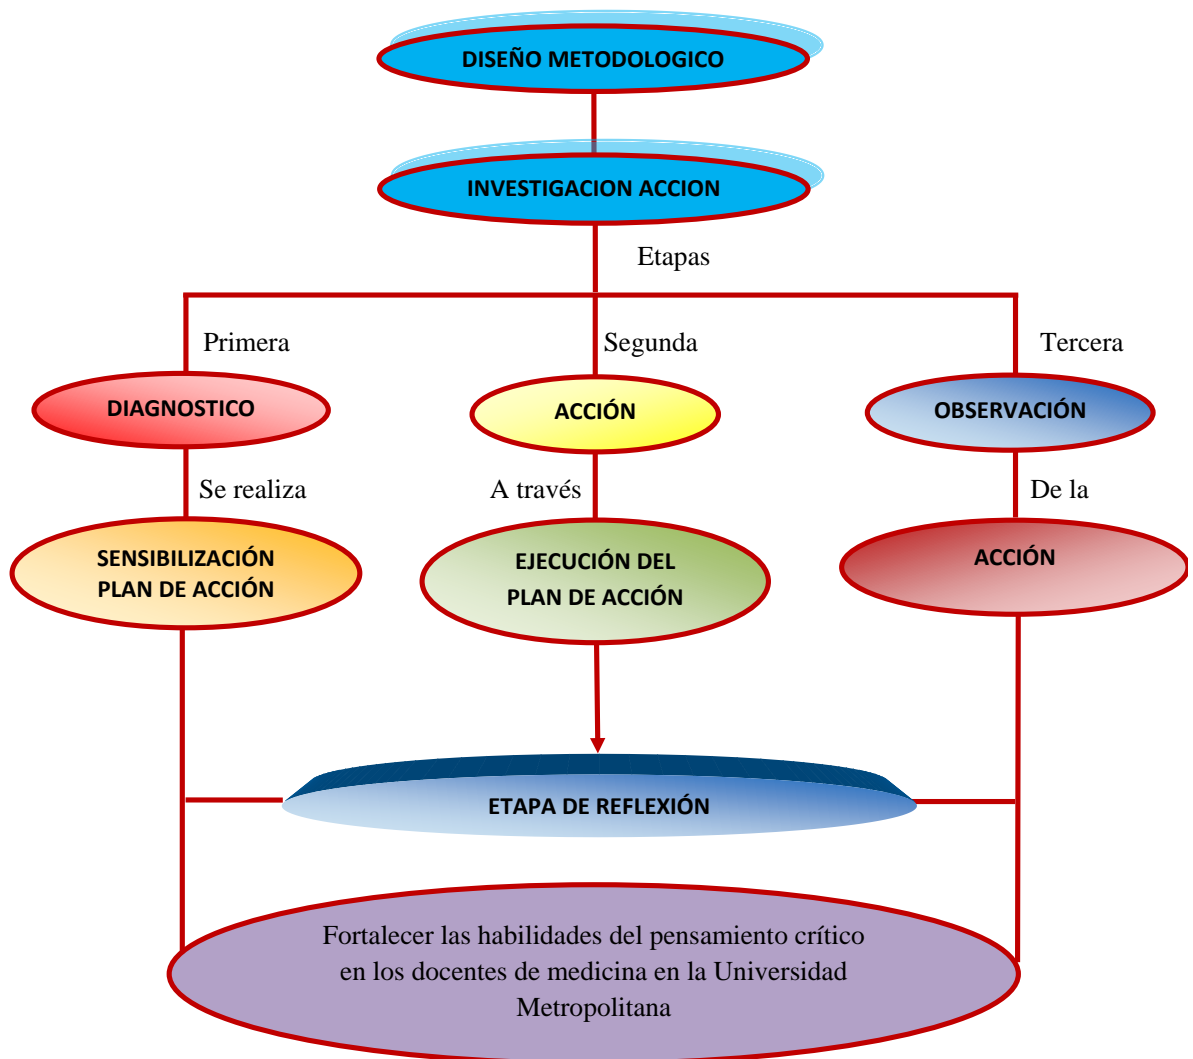 DISEÑO METODOLOGICO
INVESTIGACION ACCION
Etapas
Primera
Segunda
Tercera
DIAGNOSTICO
ACCIÓN
OBSERVACIÓN
Se realiza
A través
De la
SENSIBILIZACIÓN
PLAN DE ACCIÓN
EJECUCIÓN DEL
PLAN DE ACCIÓN
ACCIÓN
ETAPA DE REFLEXIÓN
Fortalecer las habilidades del pensamiento crítico
en los docentes de medicina en la Universidad
Metropolitana